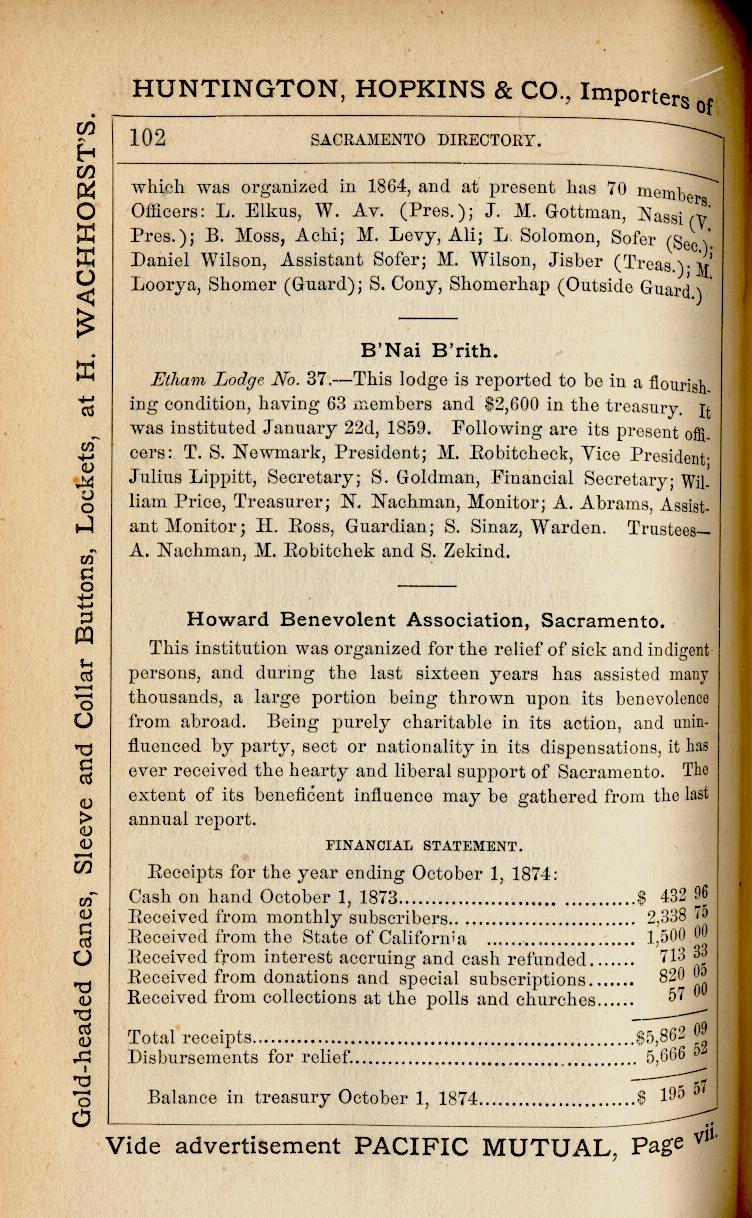 HUNTINGTON, HOPKINS & CO., Importers of
102 SACRAMENTO DIRECTORY.
which was organized in 1864, and at present has 70 members.
Officers: L. Elkus, W. Av. (Pres.); J. M. Gottman, Nassi (V.
Pres.); B. Moss, Achi; M. Levy, Ali; L. Solomon, Sofer (Sec.);
Daniel Wilson, Assistant Sofer; M. Wilson, Jisber (Treas.); M.
Loorya, Shomer (Guard); S. Cony, Shomerhap (Outside Guard.)
B'Nai B'rith.
Etham Lodge No. 37.—This lodge is reported to be in a flourish-
ing condition, having 63 members and $2,600 in the treasury. It
was instituted January 22d, 1859. Following are its present offi-
cers: T. S. Newmark, President; M. Robitcheck, Vice President;
Julius Lippitt, Secretary; S. Goldman, Financial Secretary; Wil-
liam Price, Treasurer; N. Nachman, Monitor; A. Abrams, Assist-
ant Monitor; H. Ross, Guardian; S. Sinaz, Warden. Trustees—
A. Nachman, M. Robitchek and S. Zekind.
Howard Benevolent Association, Sacramento.
This institution was organized for the relief of sick and indigent
persons, and during the last sixteen years has assisted many
thousands, a large portion being thrown upon its benevolence
from abroad. Being purely charitable in its action, and unin-
fluenced by party, sect or nationality in its dispensations, it has
ever received the hearty and liberal support of Sacramento. The
extent of its beneficent influence may be gathered from the last
annual report.
FINANCIAL STATEMENT.
Receipts for the year ending October 1, 1874:
Cash on hand October 1, 1873..................................$ 432 96
Received from monthly subscribers............................ 2,338 75
Received from the State of California ...................... 1,500 00
Received from interest accruing and cash refunded....... 713 33
Received from donations and special subscriptions....... 820 05
Received from collections at the polls and churches...... 57 00
Total receipts.........................................................$5,862 09
Disbursements for relief.......................................... 5,666 52
Balance in treasury October 1, 1874........................$ 195 57
Vide advertisement PACIFIC MUTUAL, Page vii.
Gold-headed Canes, Sleeve and Collar Buttons, Lockets, at H. WACHHORST'S.